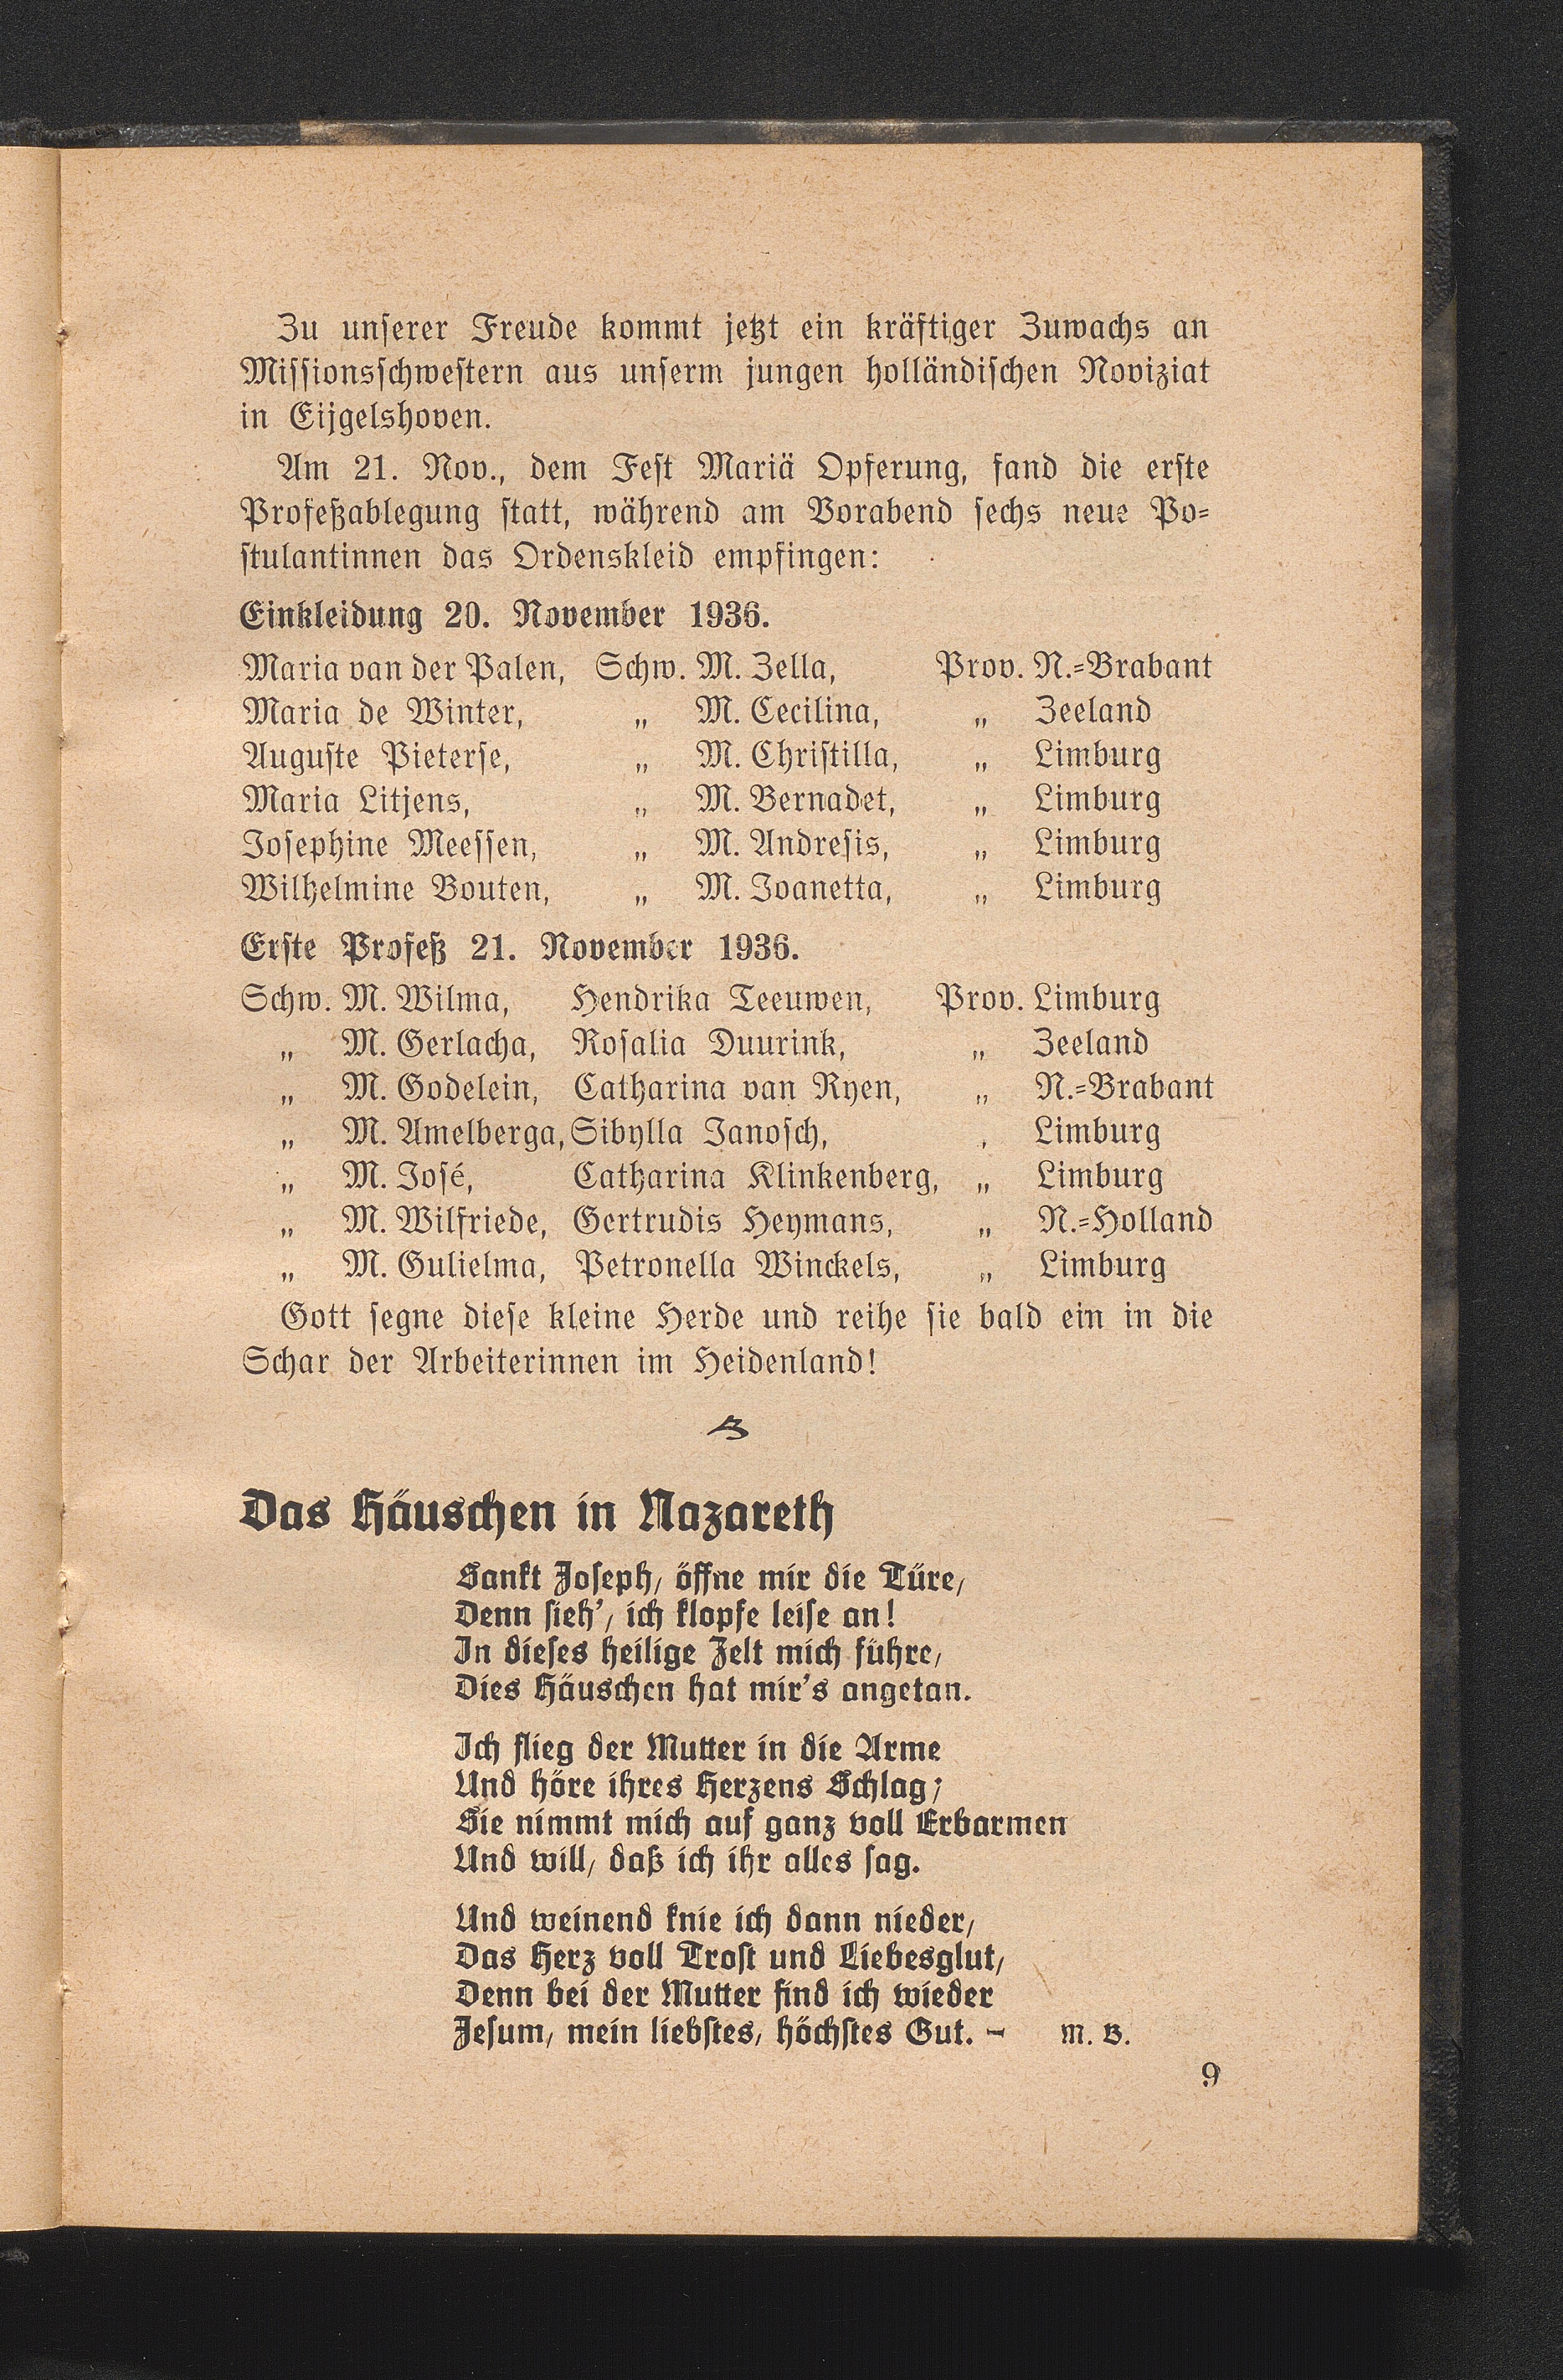 Zu unserer Freude kommt jetzt ein kräftiger Zuwachs an
Missionsschwestern aus unserm jungen holländischen Noviziat
in Eijgelshoven.
Am 21. Nov., dem Fest Mariä Opferung, fand die erste
Profeßablegung statt, während am Vorabend sechs neue Po-
stulantinnen das Ordenskleid empfingen:
Einkleidung 20. November 1936.
Maria van der Palen, Schw. M. Zella, Prov. N.-Brabant
Maria de Winter, „ M. Cecilina, „ Zeeland
Auguste Pieterse, „ M. Christilla, „ Limburg
Maria Litjens, „ M. Bernadet, „ Limburg
Josephine Meessen, „ M. Andresis, „ Limburg
Wilhelmine Bouten, „ M. Joanetta, „ Limburg
Erste Profeß 21. November 1936.
Schw. M. Wilma, Hendrika Teeuwen, Prov. Limburg
„ M. Gerlacha, Rosalia Duurink, „ Zeeland
„ M. Godelein, Catharina van Ryen, „ N.-Brabant
„ M. Amelberga, Sibylla Janosch, „ Limburg
„ M. José, Catharina Klinkenberg, „ Limburg
„ M. Wilfriede, Gertrudis Heymans, „ N.-Holland
„ M. Gulielma, Petronella Winckels, „ Limburg
Gott segne diese kleine Herde und reihe sie bald ein in die
Schar der Arbeiterinnen im Heidenland!
Das Häuschen in Nazareth
Sankt Joseph, öffne mir die Türe,
Denn sieh', ich klopfe leise an!
In dieses heilige Zelt mich führe,
Dies Häuschen hat mir's angetan.
Ich flieg der Mutter in die Arme
Und höre ihres Herzens Schlag;
Sie nimmt mich auf ganz voll Erbarmen
Und will, daß ich ihr alles sag.
Und weinend knie ich dann nieder,
Das Herz voll Trost und Liebesglut,
Denn bei der Mutter find ich wieder
Jesum, mein liebstes, höchstes Gut. – M. B.
9